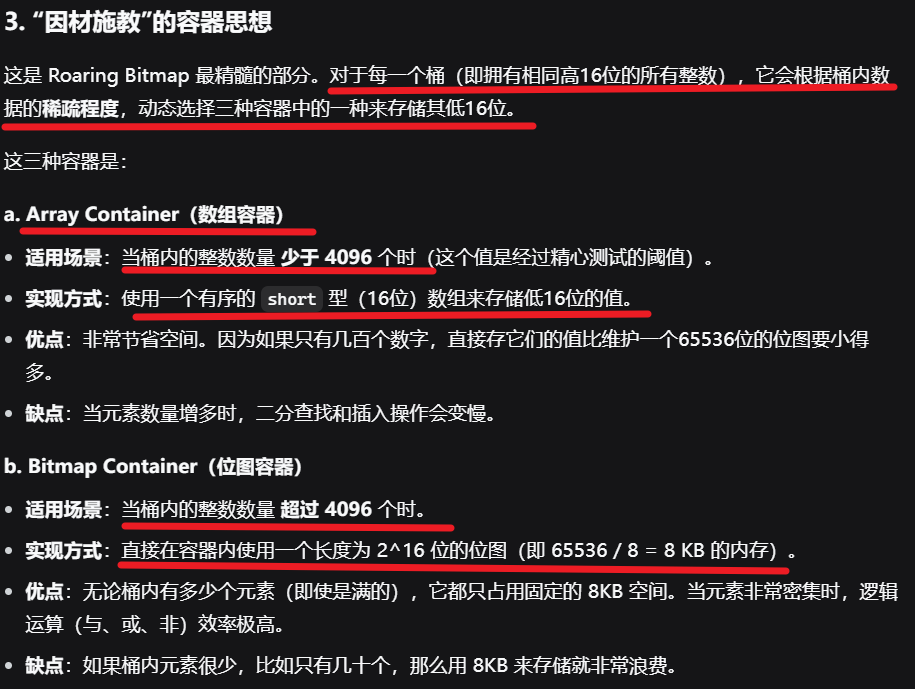 3. “因材施教”的容器思想
这是 Roaring Bitmap 最精髓的部分。对于每一个桶（即拥有相同高16位的所有整数），它会根据桶内数
据的稀疏程度，动态选择三种容器中的一种来存储其低16位。
这三种容器是：
a. Array Container（数组容器）
• 适用场景：当桶内的整数数量 少于 4096 个时（这个值是经过精心测试的阈值）。
• 实现方式：使用一个有序的 short 型（16位）数组来存储低16位的值。
• 优点：非常节省空间。因为如果只有几百个数字，直接存它们的值比维护一个65536位的位图要小得
多。
• 缺点：当元素数量增多时，二分查找和插入操作会变慢。
b. Bitmap Container（位图容器）
• 适用场景：当桶内的整数数量 超过 4096 个时。
• 实现方式：直接在容器内使用一个长度为 2^16 位的位图（即 65536 / 8 = 8 KB 的内存）。
• 优点：无论桶内有多少个元素（即使是满的），它都只占用固定的 8KB 空间。当元素非常密集时，逻辑
运算（与、或、非）效率极高。
• 缺点：如果桶内元素很少，比如只有几十个，那么用 8KB 来存储就非常浪费。